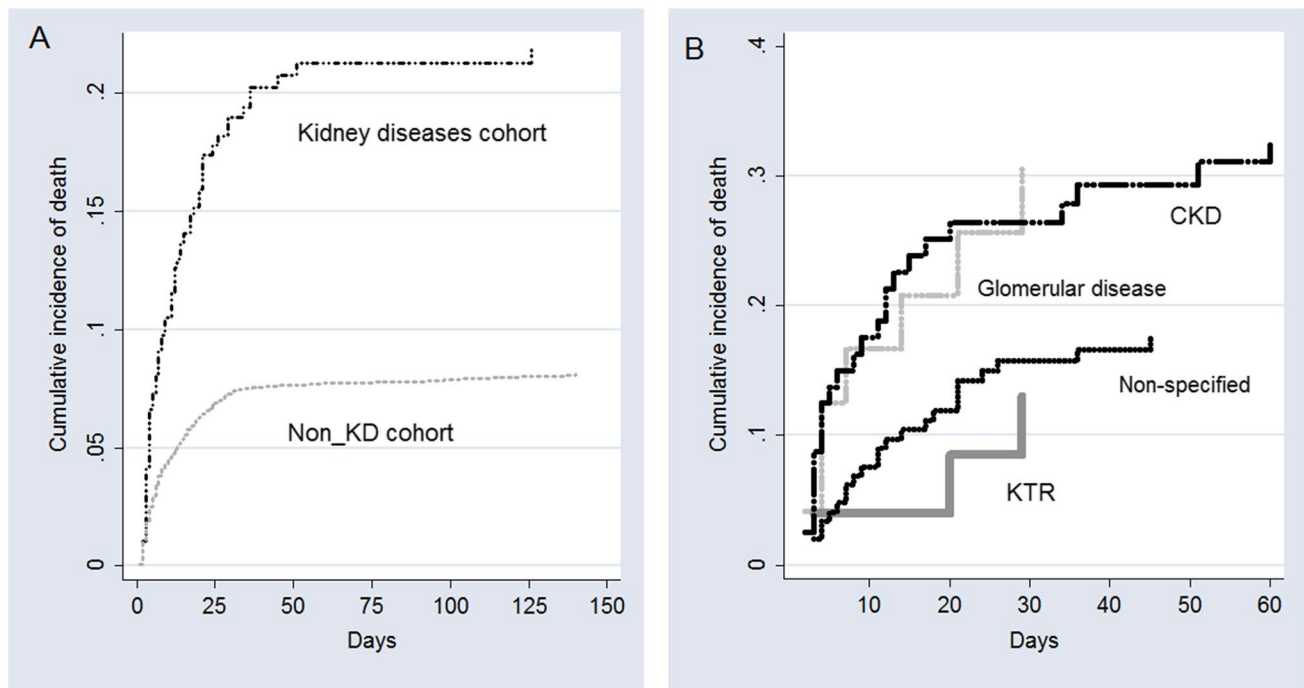 A
Cumulative incidence of death
.2
.15
.1
.05
0
Kidney diseases cohort
Non_KD cohort
0 25 50 75 100 125 150
Days
B
Cumulative incidence of death
.4
.3
.2
.1
0
CKD
Glomerular disease
Non-specified
KTR
10 20 30 40 50 60
Days